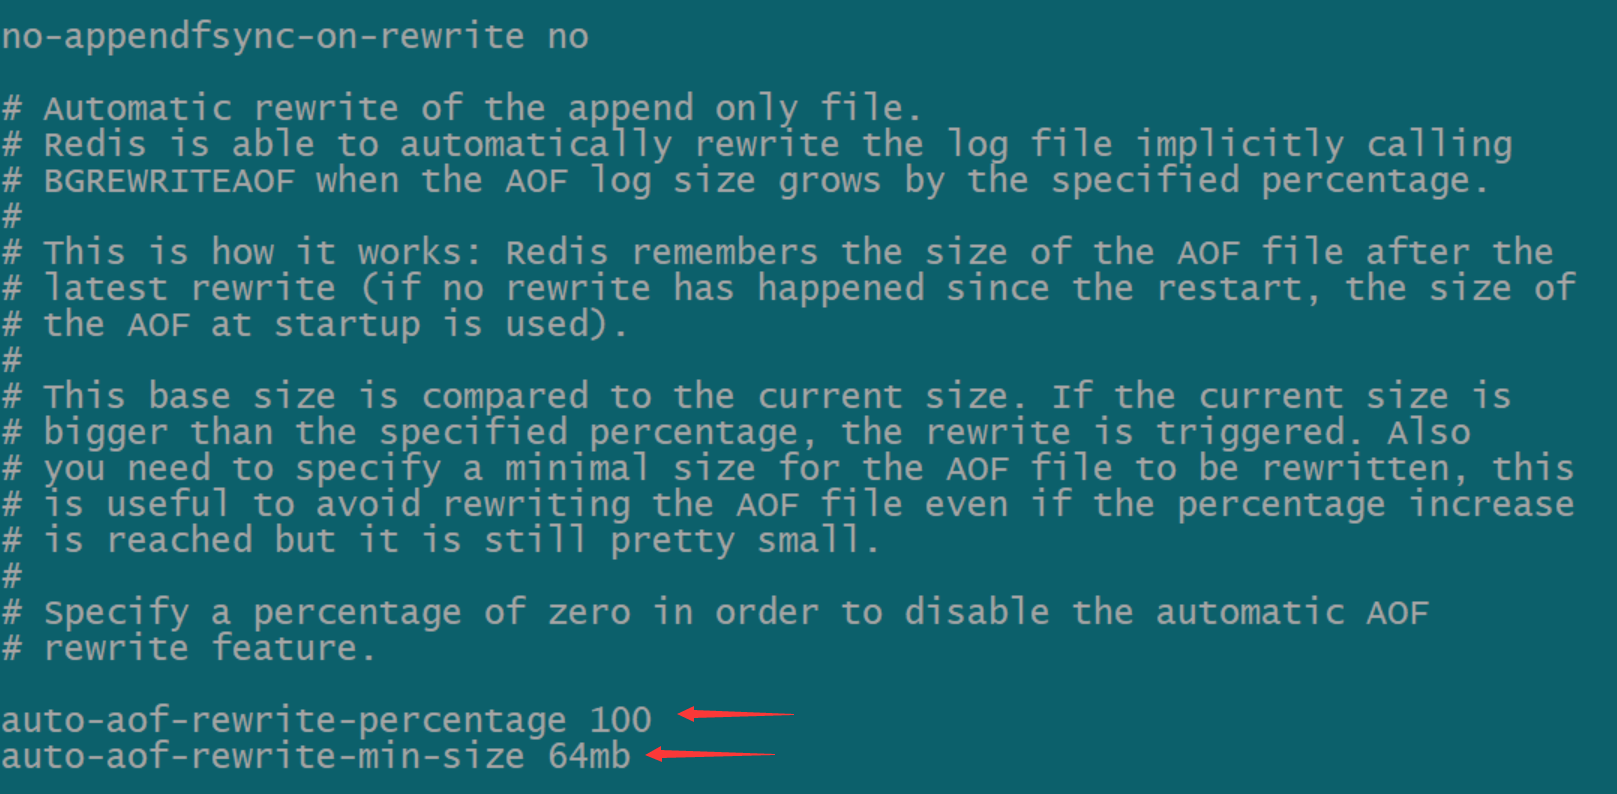 no-appendfsync-on-rewrite no
# Automatic rewrite of the append only file.
# Redis is able to automatically rewrite the log file implicitly calling
# BGREWRITEAOF when the AOF log size grows by the specified percentage.
#
# This is how it works: Redis remembers the size of the AOF file after the
# latest rewrite (if no rewrite has happened since the restart, the size of
# the AOF at startup is used).
#
# This base size is compared to the current size. If the current size is
# bigger than the specified percentage, the rewrite is triggered. Also
# you need to specify a minimal size for the AOF file to be rewritten, this
# is useful to avoid rewriting the AOF file even if the percentage increase
# is reached but it is still pretty small.
#
# Specify a percentage of zero in order to disable the automatic AOF
# rewrite feature.
auto-aof-rewrite-percentage 100
auto-aof-rewrite-min-size 64mb